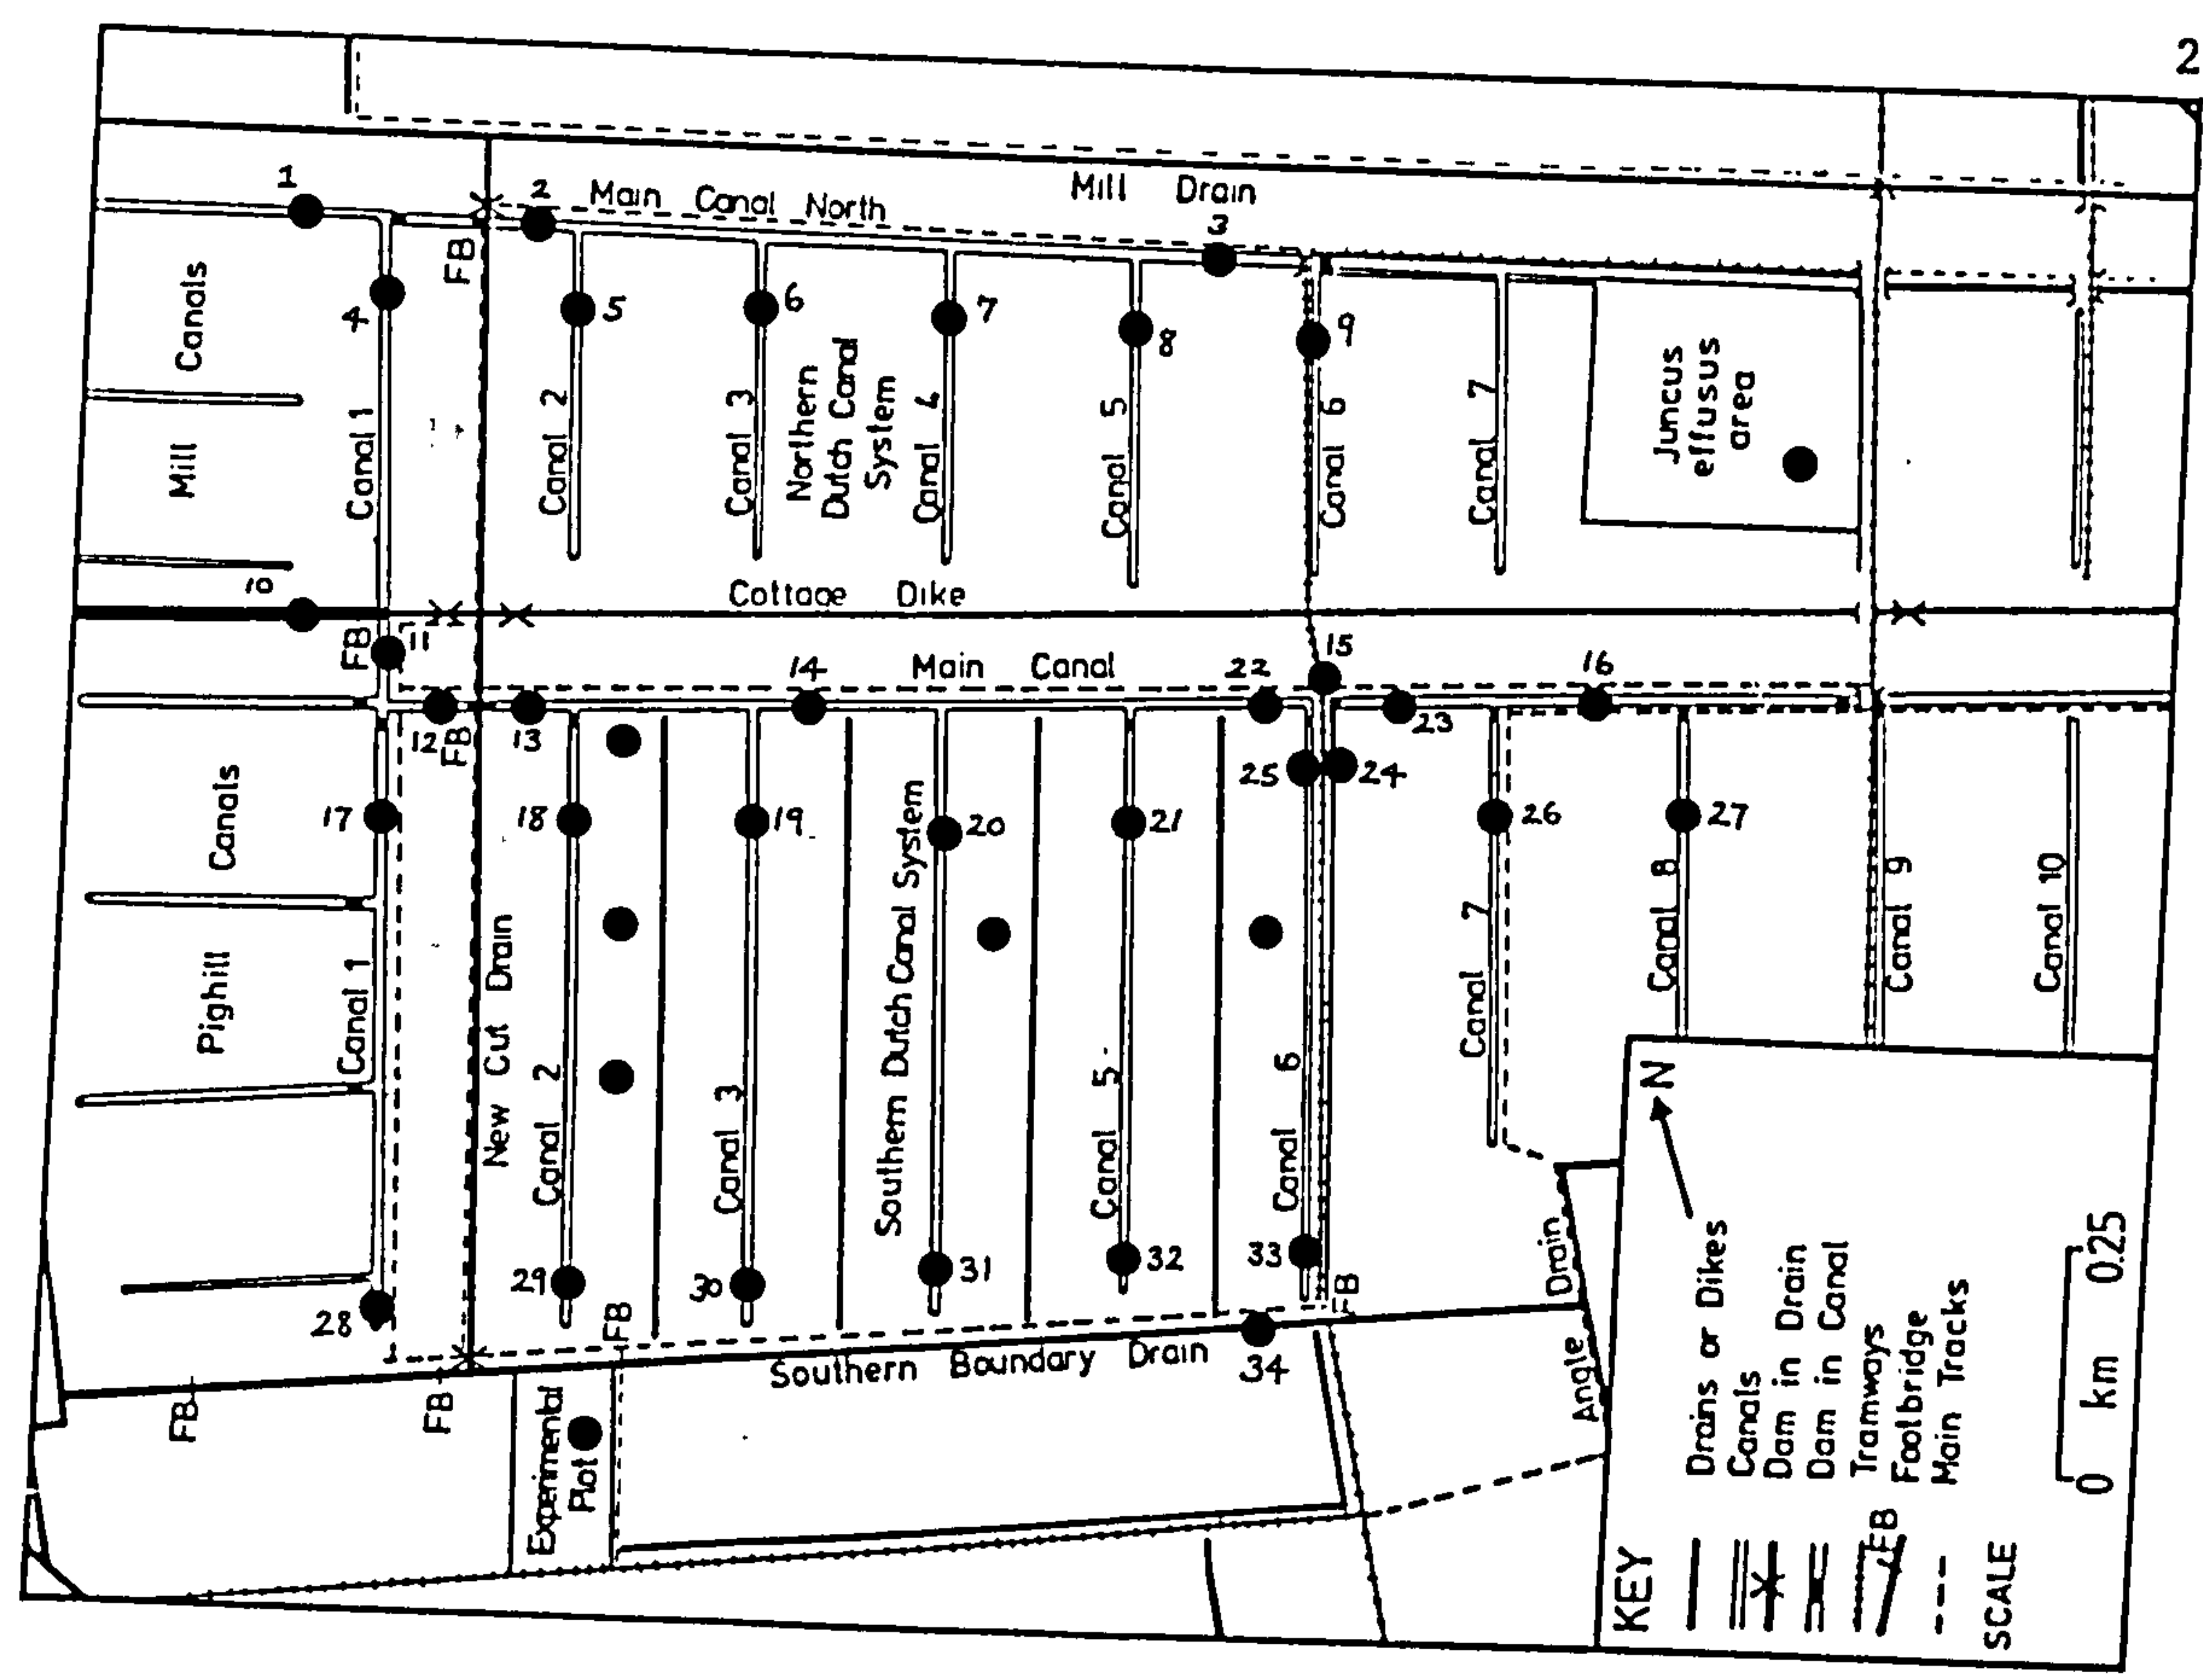 2
1
2
Main Canal North
Mill Drain
3
FB
4
5
6
7
8
9
Canals
Mill
Canal 1
Canal 2
Canal 3
Northern
Dutch Canal
System
Canal 4
Canal 5
Canal 6
Canal 7
Juncus
effusus
area
10
Cottage Dike
FB
11
14
Main Canal
22
15
16
12
FB
13
23
25
24
17
18
19
20
21
26
27
Canals
Pighill
Canal 1
New Cut Drain
Canal 2
Canal 3
Southern Dutch Canal System
Canal 5
Canal 6
Canal 7
Canal 8
Canal 9
Canal 10
N
28
29
30
31
32
33
FB
B
34
Southern Boundary Drain
Angle Drain
FB
FB
Experimental
Plot
KEY
Drains or Dikes
Canals
Dam in Drain
Dam in Canal
Tramways
FB
Footbridge
Main Tracks
SCALE
0 km 0.25